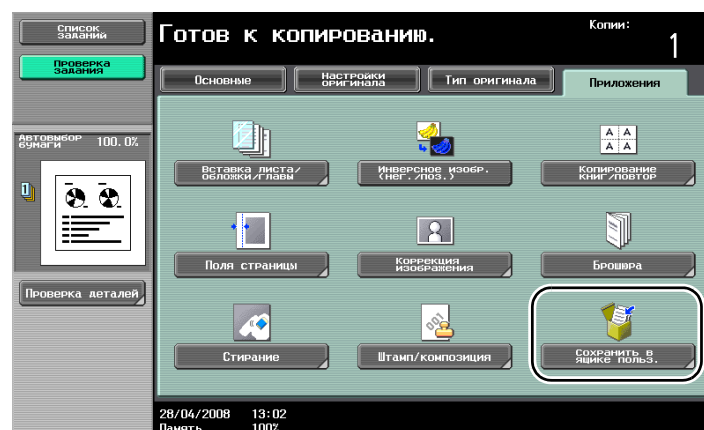 Список
заданий
Готов к копированию.
Копии:
1
Проверка
задания
Основные
Настройки
оригинала
Тип оригинала
Приложения
Автовыбор
бумаги
100.0%
1
Вставка листа/
обложки/главы
Инверсное изобр.
(нег./поз.)
A A
A A
Копирование
книг/повтор
Поля страницы
Коррекция
изображения
Брошюра
Проверка деталей
Стирание
001
Штамп/композиция
Сохранить в
ящике польз.
28/04/2008 13:02
Память 100%